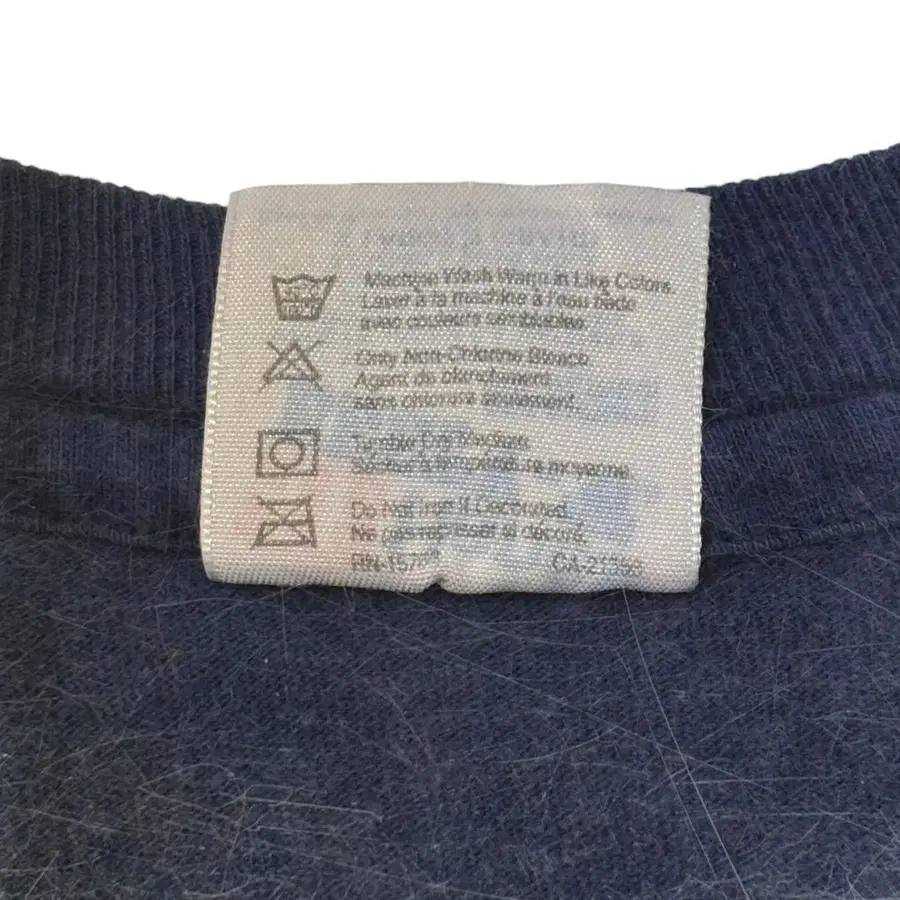 Machine Wash Warm in Like Colors.
Laver à la machine à l'eau tiède
avec couleurs semblables.
Only Non-Chlorine Bleach.
Agent de blanchiment
sans chlorure seulement.
Tumble Dry Medium.
Sécher à température moyenne.
Do Not Iron If Decorated.
Ne pas represser si décoré.